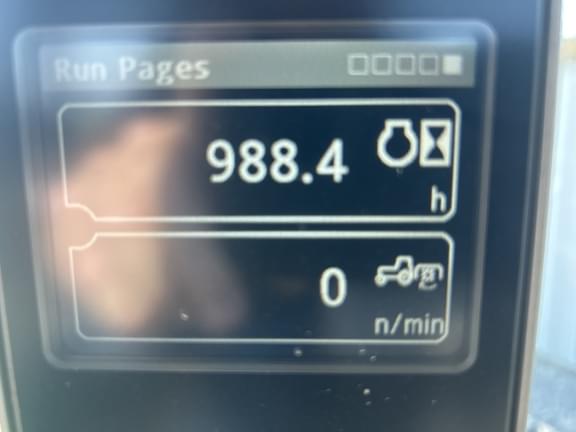 Run Pages
988.4
h
0
n/min